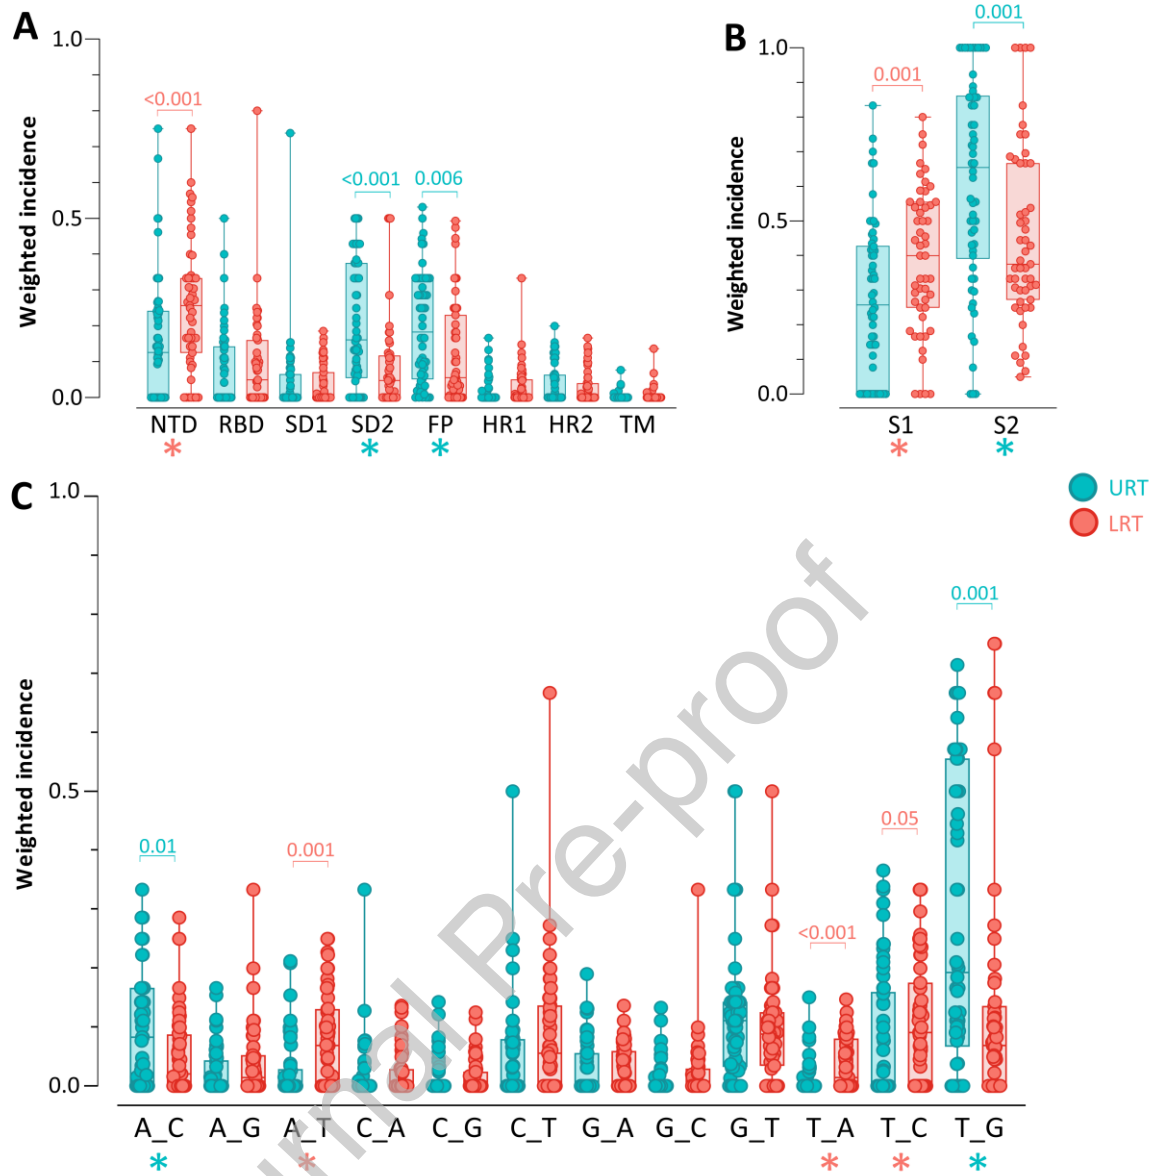 A
1.0
<0.001
<0.001
0.006
0.5
0.0
Weighted incidence
NTD RBD SD1 SD2 FP HR1 HR2 TM
* * *
B
0.001
0.001
1.0
0.5
0.0
Weighted incidence
S1 S2
* *
URT
LRT
C
1.0
0.5
0.0
Weighted incidence
0.01
0.001
<0.001
0.05
0.001
A_C A_G A_T C_A C_G C_T G_A G_C G_T T_A T_C T_G
* * * * *
urnal Pre-proof